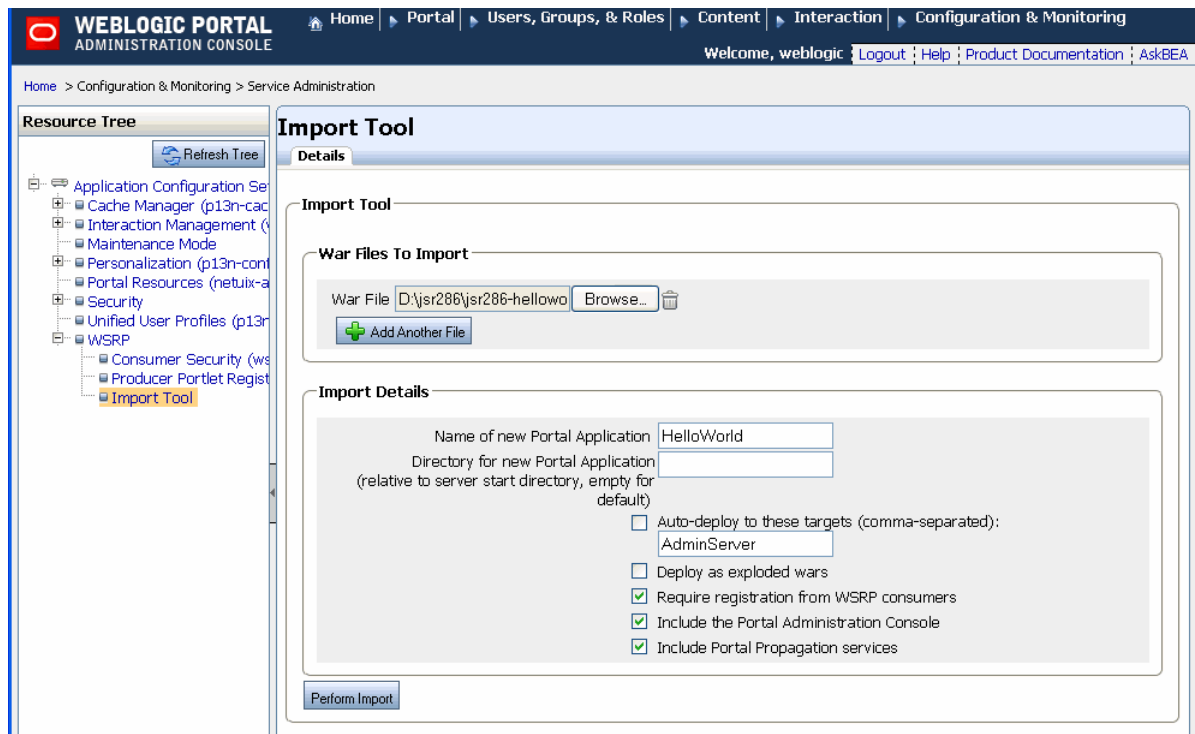 WEBLOGIC PORTAL
ADMINISTRATION CONSOLE
Home Portal Users, Groups, & Roles Content Interaction Configuration & Monitoring
Welcome, weblogic Logout Help Product Documentation AskBEA
Home > Configuration & Monitoring > Service Administration
Resource Tree
Refresh Tree
Application Configuration Se
Cache Manager (p13n-cac
Interaction Management (
Maintenance Mode
Personalization (p13n-conf
Portal Resources (netuix-a
Security
Unified User Profiles (p13r
WSRP
Consumer Security (ws
Producer Portlet Regist
Import Tool
Import Tool
Details
Import Tool
War Files To Import
War File D:\jsr286\jsr286-hellowo Browse...
Add Another File
Import Details
Name of new Portal Application HelloWorld
Directory for new Portal Application
(relative to server start directory, empty for
default)
Auto-deploy to these targets (comma-separated):
AdminServer
Deploy as exploded wars
Require registration from WSRP consumers
Include the Portal Administration Console
Include Portal Propagation services
Perform Import